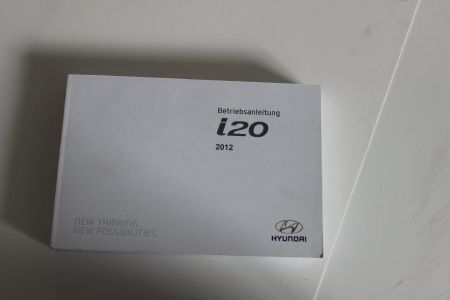 Betriebsanleitung
i20
2012
NEW THINKING.
NEW POSSIBILITIES.
HYUNDAI